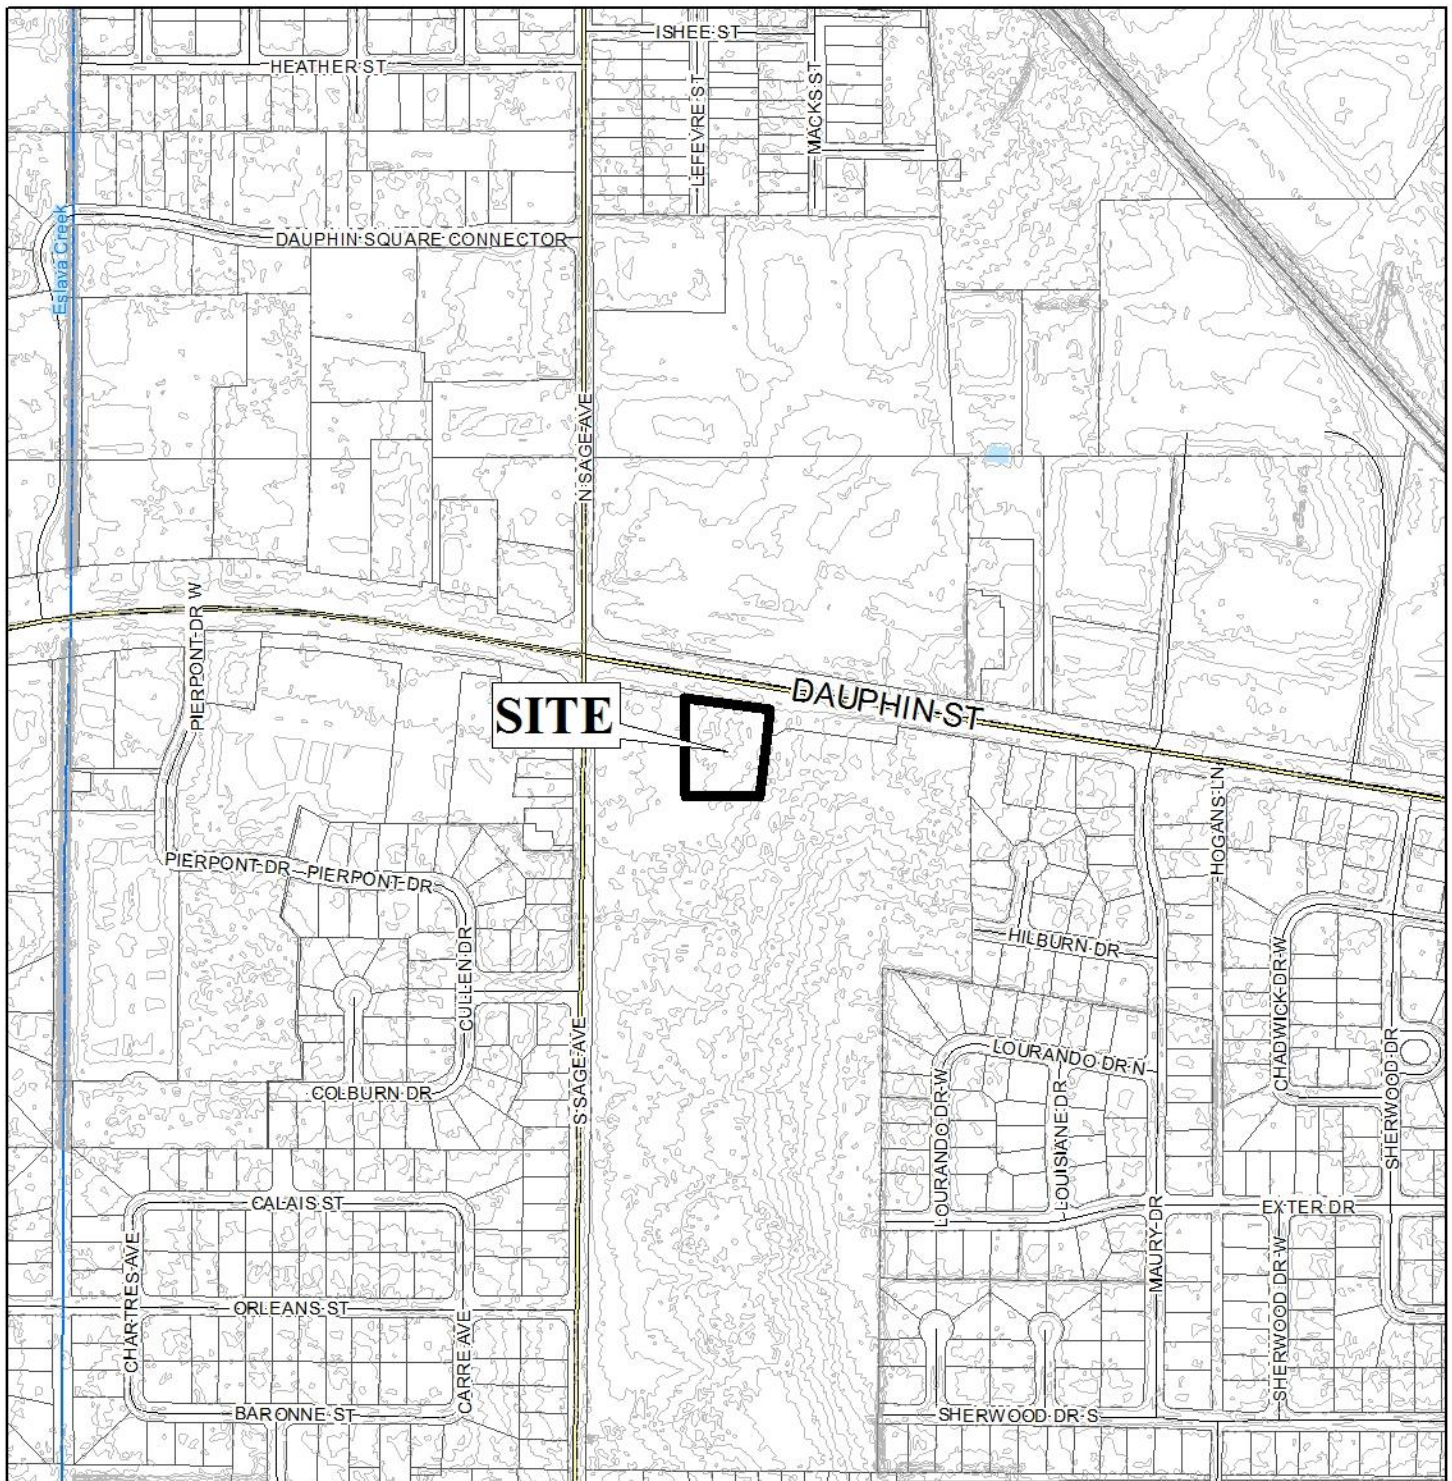 ISHEE ST
HEATHER ST
LEFEVRE ST
MACKS ST
Eslava Creek
DAUPHIN SQUARE CONNECTOR
N SAGE AVE
PIERPONT DR W
SITE
DAUPHIN ST
HOGANS LN
PIERPONT DR
PIERPONT DR
CULLEN DR
HILBURN DR
CHADWICK DR W
S SAGE AVE
LOURANDO DR N
COLBURN DR
LOURANDO DR W
LOUISIANE DR
SHERWOOD DR
CALAIS ST
EXTER DR
CHARTRES AVE
MAURY DR
ORLEANS ST
SHERWOOD DR W
CARRE AVE
BARONNE ST
SHERWOOD DR S